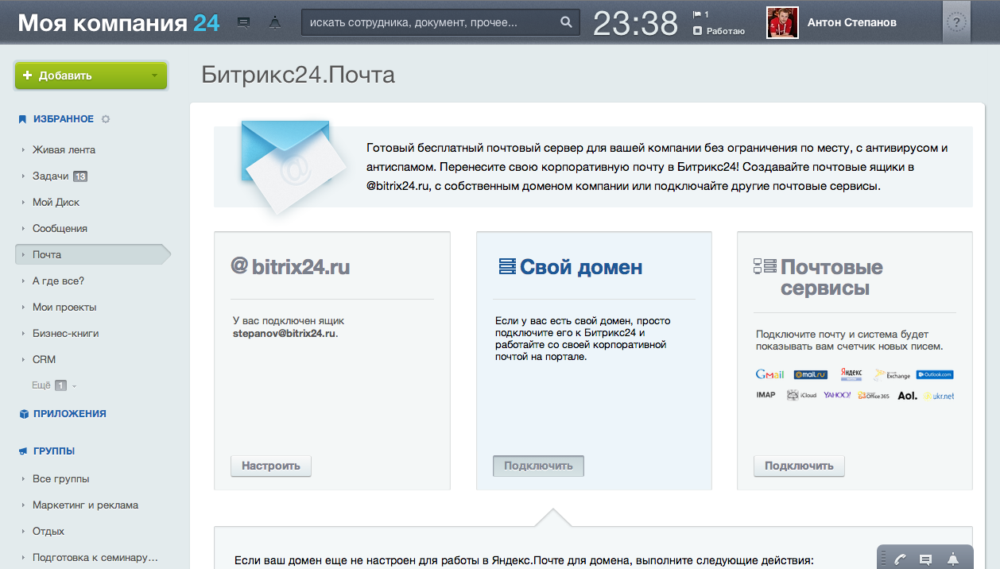 Моя компания 24
искать сотрудника, документ, прочее...
23:38
1
Работаю
Антон Степанов
?
+ Добавить
Битрикс24.Почта
ИЗБРАННОЕ
Живая лента
Задачи 13
Мой Диск
Сообщения
Почта
А где все?
Мои проекты
Бизнес-книги
CRM
Ещё 1
ПРИЛОЖЕНИЯ
ГРУППЫ
Все группы
Маркетинг и реклама
Отдых
Подготовка к семинару...
@
Готовый бесплатный почтовый сервер для вашей компании без ограничения по месту, с антивирусом и
антиспамом. Перенесите свою корпоративную почту в Битрикс24! Создавайте почтовые ящики в
@bitrix24.ru, с собственным доменом компании или подключайте другие почтовые сервисы.
@ bitrix24.ru
У вас подключен ящик
stepanov@bitrix24.ru.
Настроить
Свой домен
Если у вас есть свой домен, просто
подключите его к Битрикс24 и
работайте со своей корпоративной
почтой на портале.
Подключить
Почтовые
сервисы
Подключите почту и система будет
показывать вам счетчик новых писем.
Gmail @mail.ru Яндекс Exchange Outlook.com
IMAP iCloud YAHOO! Office 365 Aol. ukr.net
Подключить
Если ваш домен еще не настроен для работы в Яндекс.Почте для домена, выполните следующие действия: